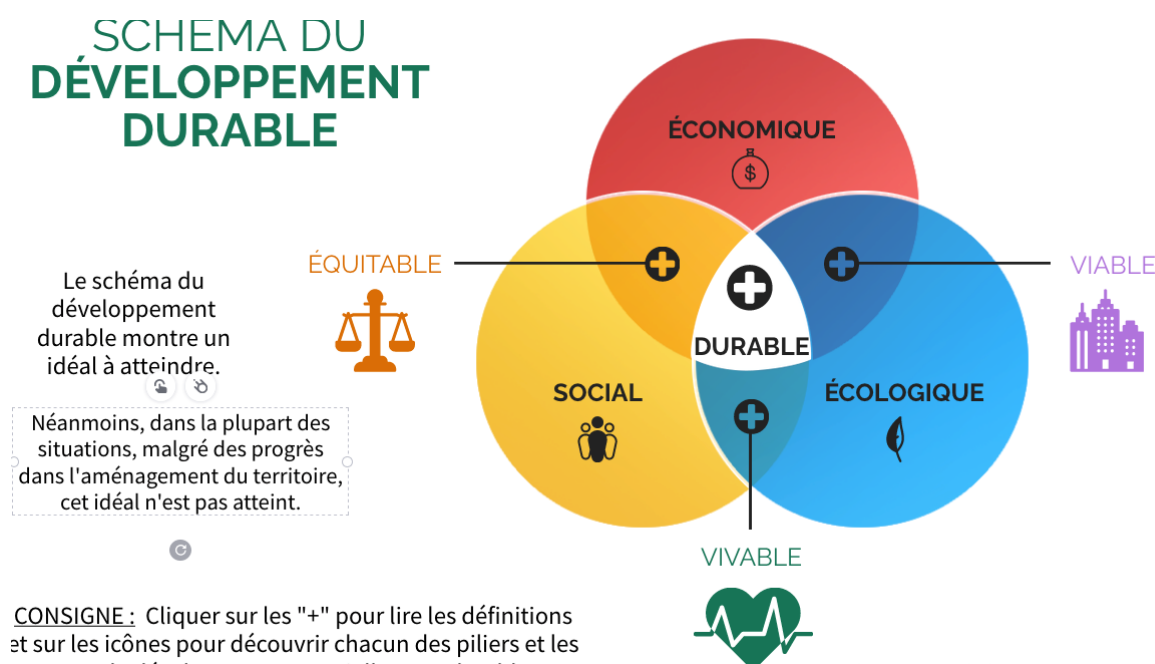 SCHEMA DU
DÉVELOPPEMENT
DURABLE
ÉCONOMIQUE
$
ÉQUITABLE
VIABLE
Le schéma du
développement
durable montre un
idéal à atteindre.
DURABLE
SOCIAL
ÉCOLOGIQUE
Néanmoins, dans la plupart des
situations, malgré des progrès
dans l'aménagement du territoire,
cet idéal n'est pas atteint.
VIVABLE
CONSIGNE : Cliquer sur les "+" pour lire les définitions
et sur les icônes pour découvrir chacun des piliers et les